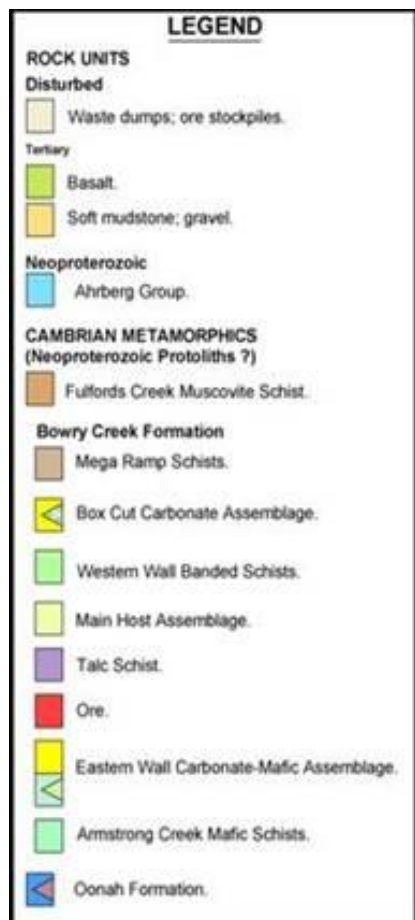 LEGEND
ROCK UNITS
Disturbed
Waste dumps; ore stockpiles.
Tertiary
Basalt.
Soft mudstone; gravel.
Neoproterozoic
Ahrberg Group.
CAMBRIAN METAMORPHICS
(Neoproterozoic Protoliths ?)
Fulfords Creek Muscovite Schist.
Bowry Creek Formation
Mega Ramp Schists.
Box Cut Carbonate Assemblage.
Western Wall Banded Schists.
Main Host Assemblage.
Talc Schist.
Ore.
Eastern Wall Carbonate-Mafic Assemblage.
Armstrong Creek Mafic Schists.
Oonah Formation.